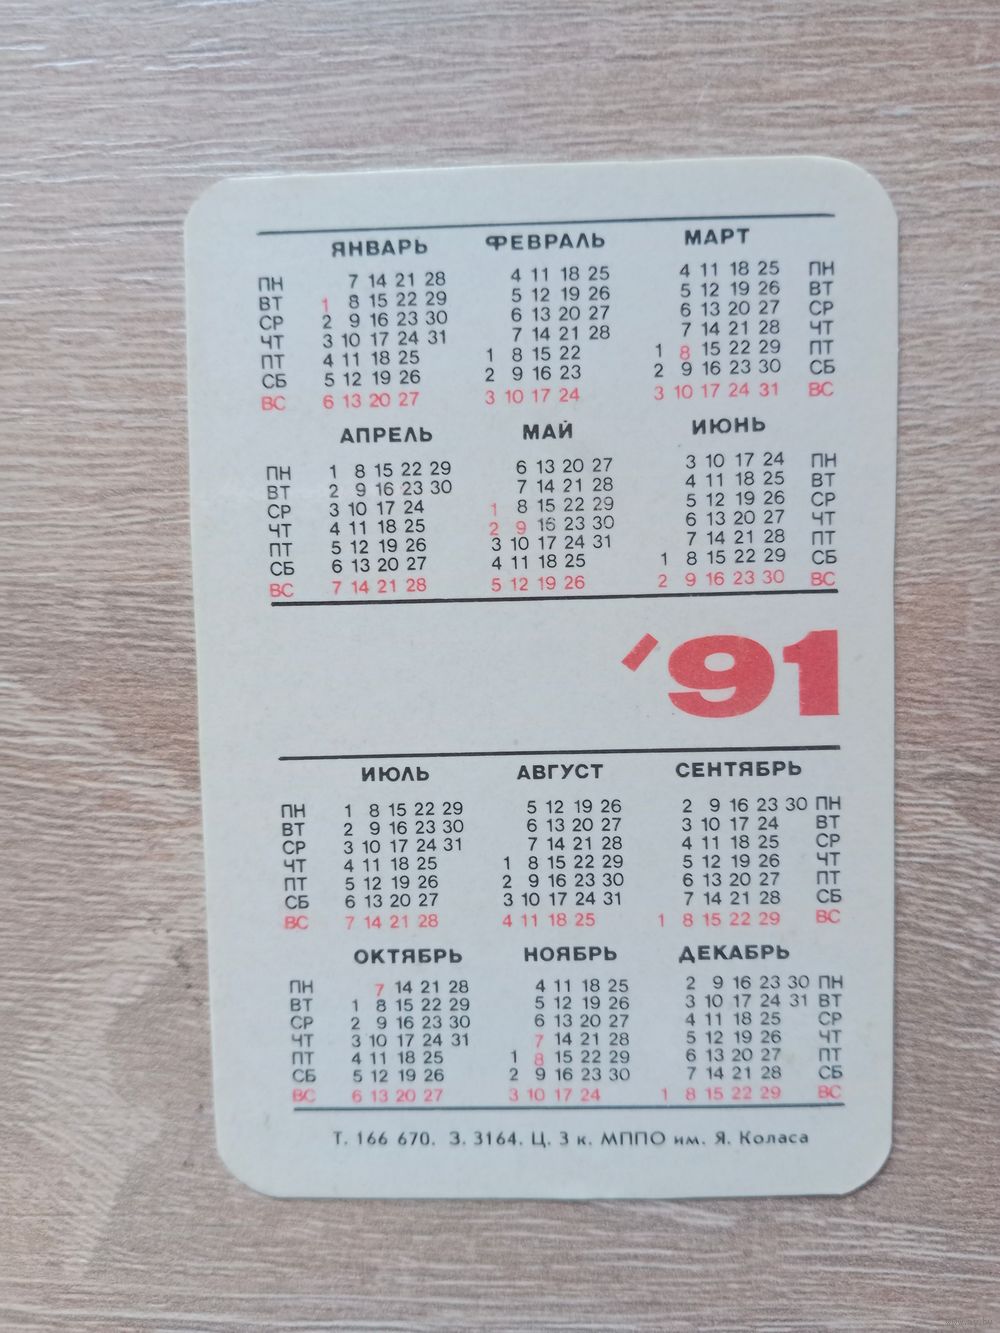 ЯНВАРЬ ФЕВРАЛЬ МАРТ
ПН 7 14 21 28 4 11 18 25 4 11 18 25 ПН
ВТ 1 8 15 22 29 5 12 19 26 5 12 19 26 ВТ
СР 2 9 16 23 30 6 13 20 27 6 13 20 27 СР
ЧТ 3 10 17 24 31 7 14 21 28 7 14 21 28 ЧТ
ПТ 4 11 18 25 1 8 15 22 1 8 15 22 29 ПТ
СБ 5 12 19 26 2 9 16 23 2 9 16 23 30 СБ
ВС 6 13 20 27 3 10 17 24 3 10 17 24 31 ВС
АПРЕЛЬ МАЙ ИЮНЬ
ПН 1 8 15 22 29 6 13 20 27 3 10 17 24 ПН
ВТ 2 9 16 23 30 7 14 21 28 4 11 18 25 ВТ
СР 3 10 17 24 1 8 15 22 29 5 12 19 26 СР
ЧТ 4 11 18 25 2 9 16 23 30 6 13 20 27 ЧТ
ПТ 5 12 19 26 3 10 17 24 31 7 14 21 28 ПТ
СБ 6 13 20 27 4 11 18 25 1 8 15 22 29 СБ
ВС 7 14 21 28 5 12 19 26 2 9 16 23 30 ВС
'91
ИЮЛЬ АВГУСТ СЕНТЯБРЬ
ПН 1 8 15 22 29 5 12 19 26 2 9 16 23 30 ПН
ВТ 2 9 16 23 30 6 13 20 27 3 10 17 24 ВТ
СР 3 10 17 24 31 7 14 21 28 4 11 18 25 СР
ЧТ 4 11 18 25 1 8 15 22 29 5 12 19 26 ЧТ
ПТ 5 12 19 26 2 9 16 23 30 6 13 20 27 ПТ
СБ 6 13 20 27 3 10 17 24 31 7 14 21 28 СБ
ВС 7 14 21 28 4 11 18 25 1 8 15 22 29 ВС
ОКТЯБРЬ НОЯБРЬ ДЕКАБРЬ
ПН 7 14 21 28 4 11 18 25 2 9 16 23 30 ПН
ВТ 1 8 15 22 29 5 12 19 26 3 10 17 24 31 ВТ
СР 2 9 16 23 30 6 13 20 27 4 11 18 25 СР
ЧТ 3 10 17 24 31 7 14 21 28 5 12 19 26 ЧТ
ПТ 4 11 18 25 1 8 15 22 29 6 13 20 27 ПТ
СБ 5 12 19 26 2 9 16 23 30 7 14 21 28 СБ
ВС 6 13 20 27 3 10 17 24 1 8 15 22 29 ВС
Т. 166 670. З. 3164. Ц. 3 к. МППО им. Я. Коласа